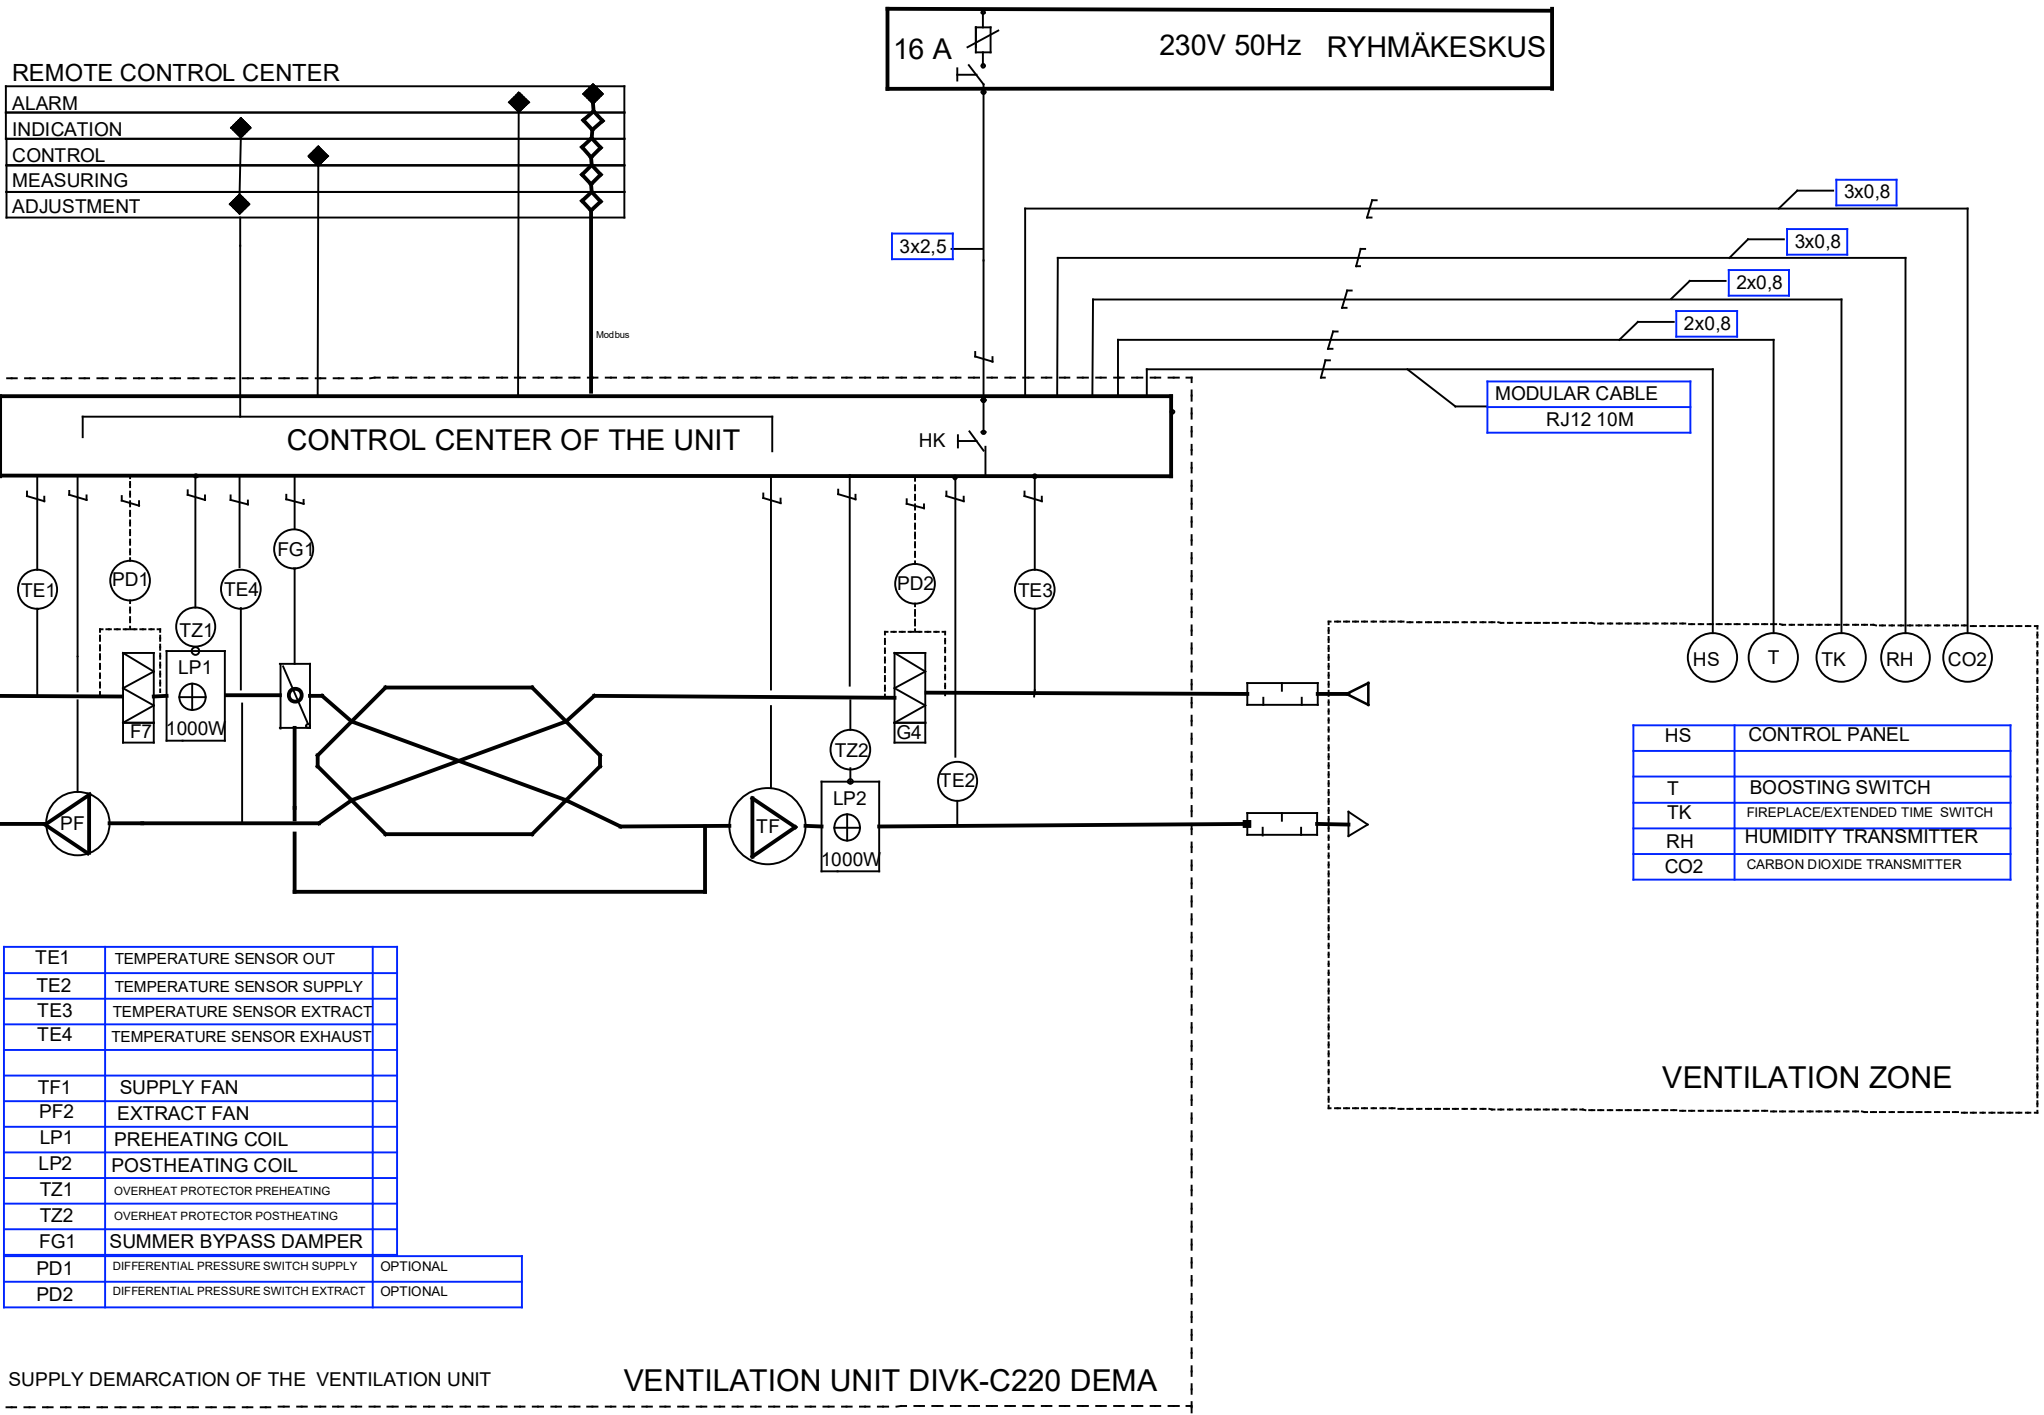 16 A 230V 50Hz RYHMÄKESKUS
REMOTE CONTROL CENTER
ALARM
INDICATION
CONTROL
MEASURING
ADJUSTMENT
Modbus
3x2,5
3x0,8
3x0,8
2x0,8
2x0,8
MODULAR CABLE
RJ12 10M
CONTROL CENTER OF THE UNIT
HK
FG1
TE1
PD1
TE4
TZ1
PD2
TE3
LP1
1000W
F7
G4
TZ2
TE2
PF
TF
LP2
1000W
HS
T
TK
RH
CO2
HS CONTROL PANEL
T BOOSTING SWITCH
TK FIREPLACE/EXTENDED TIME SWITCH
RH HUMIDITY TRANSMITTER
CO2 CARBON DIOXIDE TRANSMITTER
VENTILATION ZONE
TE1 TEMPERATURE SENSOR OUT
TE2 TEMPERATURE SENSOR SUPPLY
TE3 TEMPERATURE SENSOR EXTRACT
TE4 TEMPERATURE SENSOR EXHAUST
TF1 SUPPLY FAN
PF2 EXTRACT FAN
LP1 PREHEATING COIL
LP2 POSTHEATING COIL
TZ1 OVERHEAT PROTECTOR PREHEATING
TZ2 OVERHEAT PROTECTOR POSTHEATING
FG1 SUMMER BYPASS DAMPER
PD1 DIFFERENTIAL PRESSURE SWITCH SUPPLY OPTIONAL
PD2 DIFFERENTIAL PRESSURE SWITCH EXTRACT OPTIONAL
SUPPLY DEMARCATION OF THE VENTILATION UNIT
VENTILATION UNIT DIVK-C220 DEMA